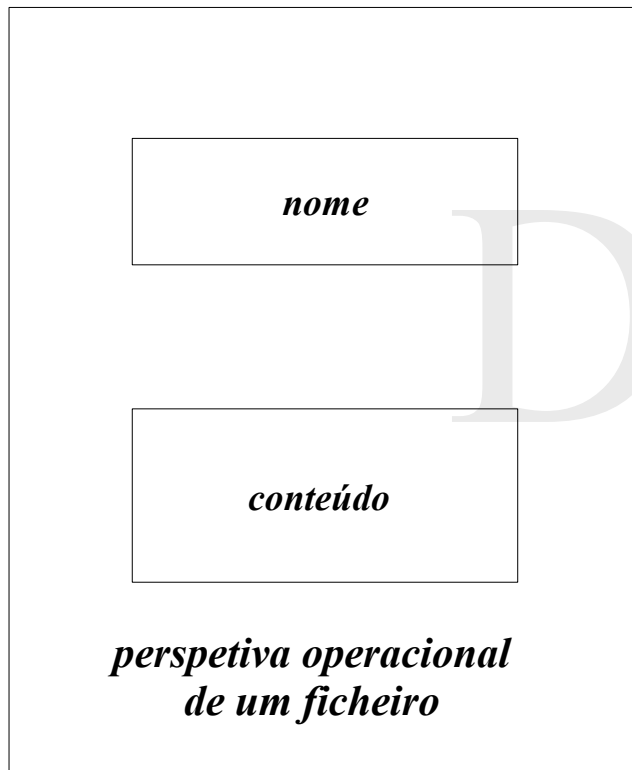 nome
conteúdo
perspetiva operacional
de um ficheiro
D